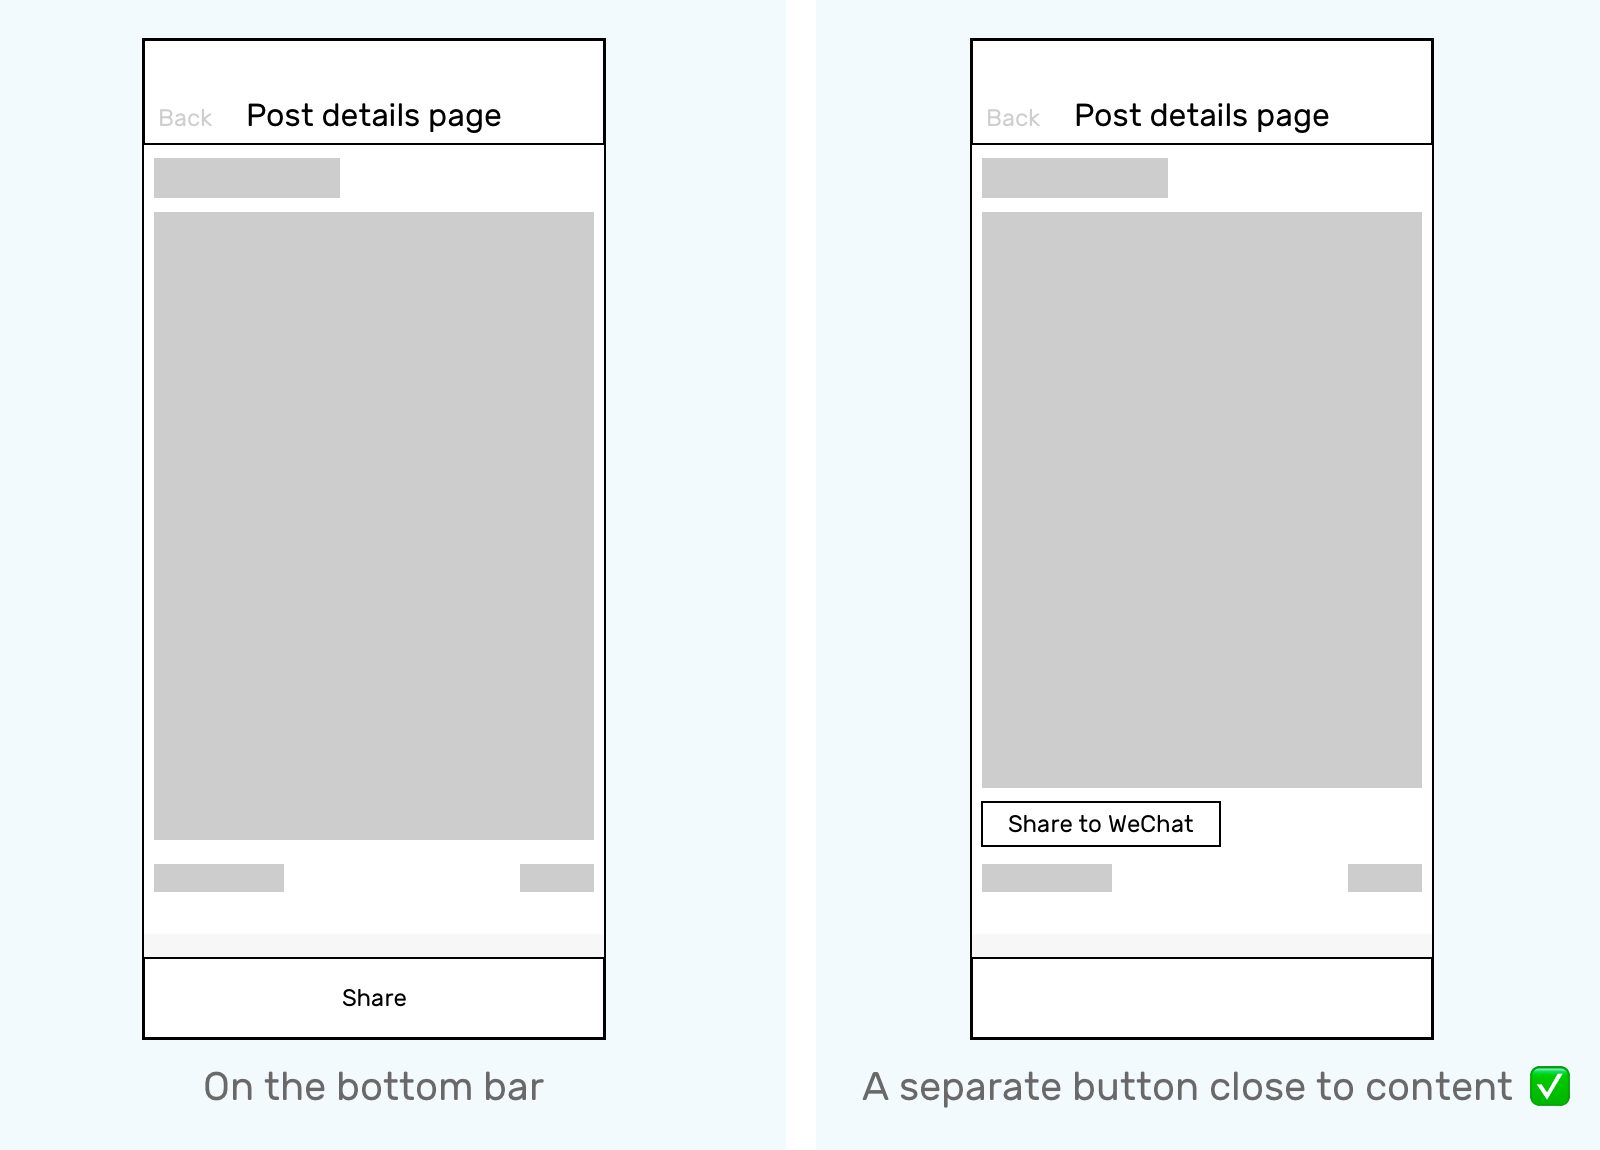 Back
Post details page
Share
On the bottom bar
Back
Post details page
Share to WeChat
A separate button close to content ✅